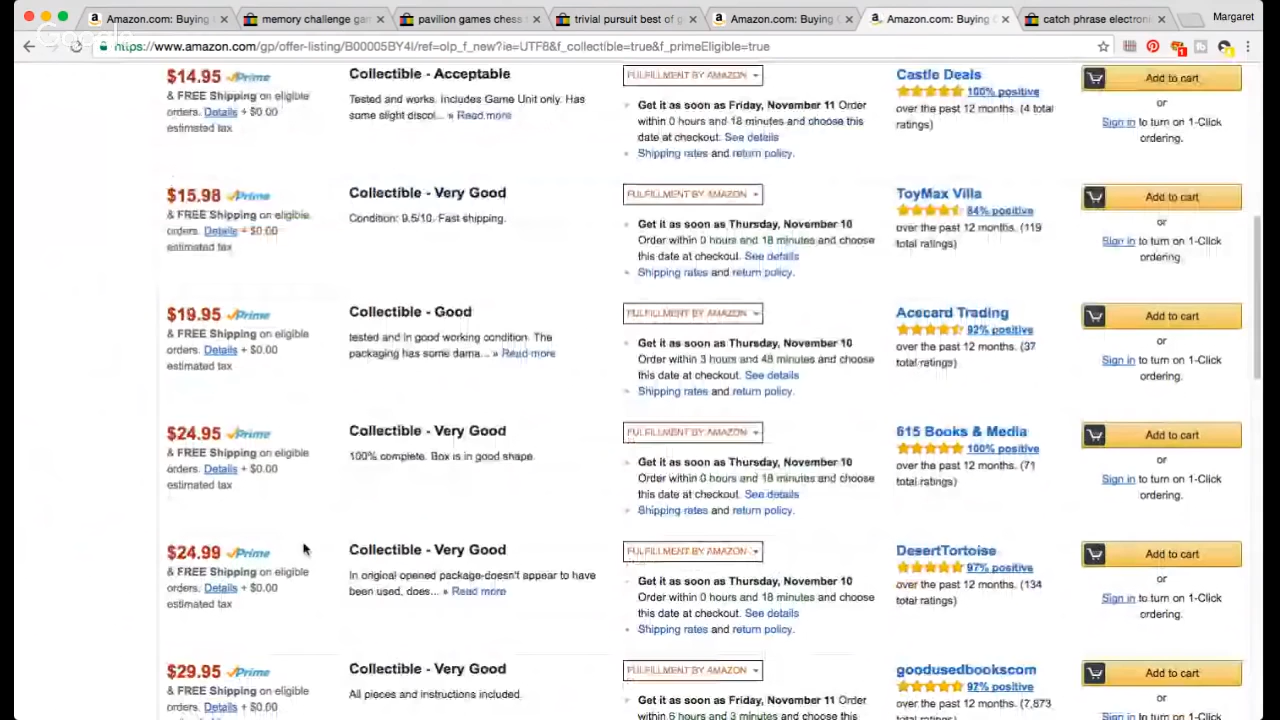 Amazon.com: Buying
memory challenge gam
pavilion games chess
trivial pursuit best of g
Amazon.com: Buying
Amazon.com: Buying
catch phrase electroni
Margaret
https://www.amazon.com/gp/offer-listing/B00005BY4I/ref=olp_f_new?ie=UTF8&f_collectible=true&f_primeEligible=true
Google
$14.95 Prime
& FREE Shipping on eligible
orders. Details + $0.00
estimated tax
Collectible - Acceptable
Tested and works. Includes Game Unit only. Has
some slight discol... » Read more
FULFILLMENT BY AMAZON
Get it as soon as Friday, November 11 Order
within 0 hours and 18 minutes and choose this
date at checkout. See details
Shipping rates and return policy.
Castle Deals
100% positive
over the past 12 months. (4 total
ratings)
Add to cart
or
Sign in to turn on 1-Click
ordering.
$15.98 Prime
& FREE Shipping on eligible
orders. Details + $0.00
estimated tax
Collectible - Very Good
Condition: 9.5/10. Fast shipping.
FULFILLMENT BY AMAZON
Get it as soon as Thursday, November 10
Order within 0 hours and 18 minutes and choose
this date at checkout. See details
Shipping rates and return policy.
ToyMax Villa
84% positive
over the past 12 months. (119
total ratings)
Add to cart
or
Sign in to turn on 1-Click
ordering.
$19.95 Prime
& FREE Shipping on eligible
orders. Details + $0.00
estimated tax
Collectible - Good
tested and in good working condition. The
packaging has some dama... » Read more
FULFILLMENT BY AMAZON
Get it as soon as Thursday, November 10
Order within 3 hours and 48 minutes and choose
this date at checkout. See details
Shipping rates and return policy.
Acecard Trading
92% positive
over the past 12 months. (37
total ratings)
Add to cart
or
Sign in to turn on 1-Click
ordering.
$24.95 Prime
& FREE Shipping on eligible
orders. Details + $0.00
estimated tax
Collectible - Very Good
100% complete. Box is in good shape.
FULFILLMENT BY AMAZON
Get it as soon as Thursday, November 10
Order within 0 hours and 18 minutes and choose
this date at checkout. See details
Shipping rates and return policy.
615 Books & Media
100% positive
over the past 12 months. (71
total ratings)
Add to cart
or
Sign in to turn on 1-Click
ordering.
$24.99 Prime
& FREE Shipping on eligible
orders. Details + $0.00
estimated tax
Collectible - Very Good
In original opened package-doesn't appear to have
been used, does... » Read more
FULFILLMENT BY AMAZON
Get it as soon as Thursday, November 10
Order within 0 hours and 18 minutes and choose
this date at checkout. See details
Shipping rates and return policy.
DesertTortoise
97% positive
over the past 12 months. (134
total ratings)
Add to cart
or
Sign in to turn on 1-Click
ordering.
$29.95 Prime
& FREE Shipping on eligible
orders. Details + $0.00
Collectible - Very Good
All pieces and instructions included.
FULFILLMENT BY AMAZON
Get it as soon as Friday, November 11 Order
within 6 hours and 3 minutes and choose this
goodusedbookscom
97% positive
over the past 12 months. (7,873
Add to cart
or
Sign in to turn on 1-Click